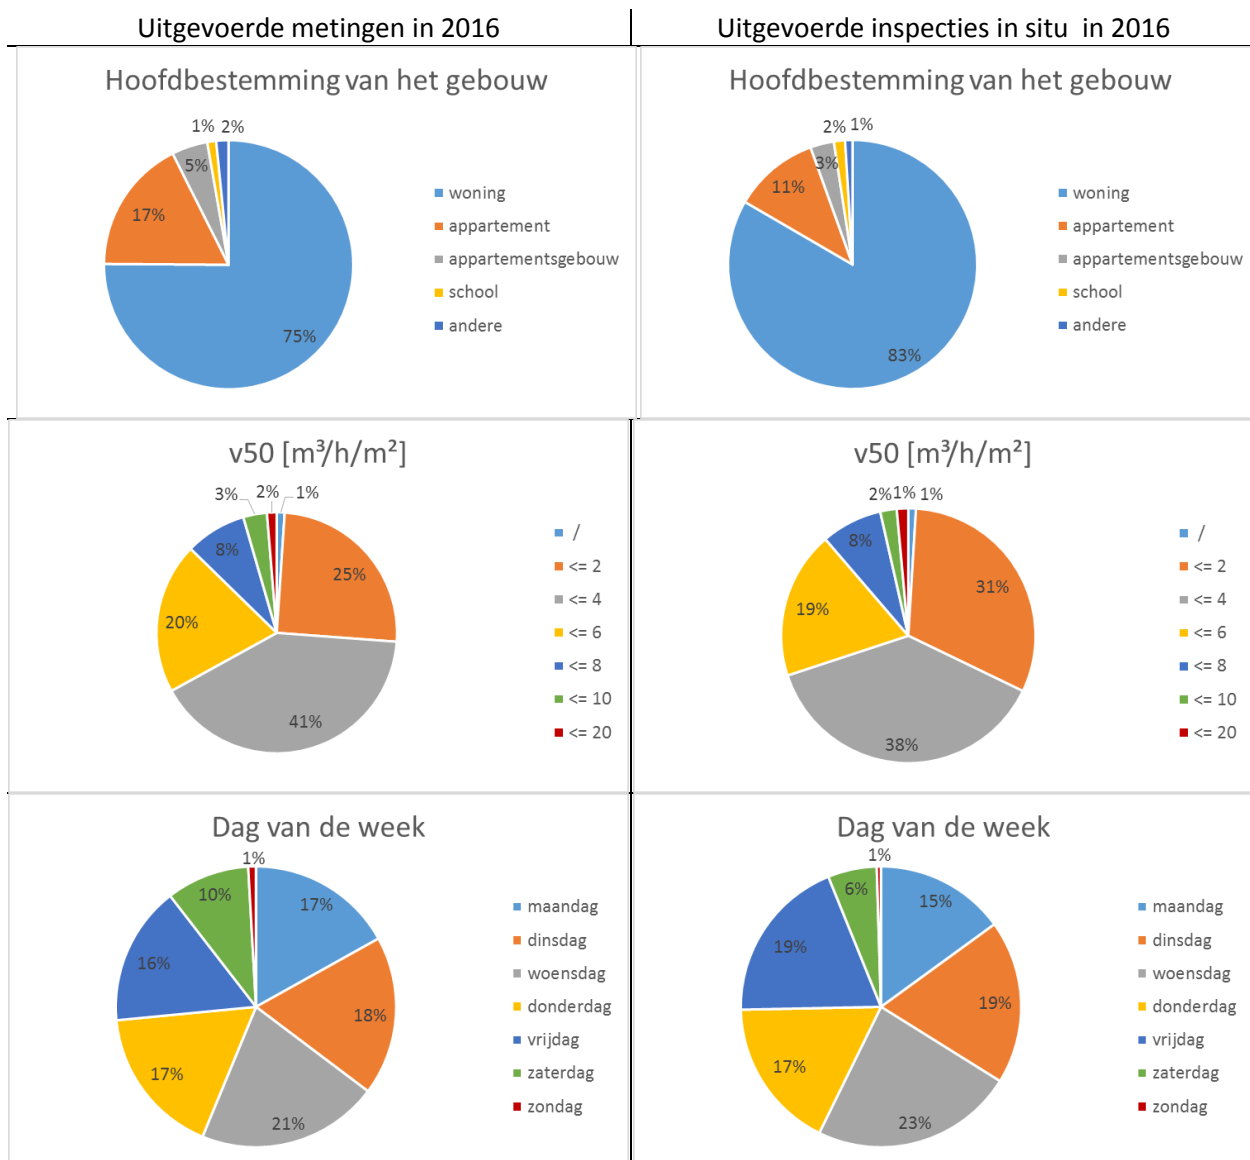 Uitgevoerde metingen in 2016
Uitgevoerde inspecties in situ in 2016
Hoofdbestemming van het gebouw
1% 2%
5%
17%
75%
woning
appartement
appartementsgebouw
school
andere
Hoofdbestemming van het gebouw
2% 1%
3%
11%
83%
woning
appartement
appartementsgebouw
school
andere
v50 [m³/h/m²]
3% 2% 1%
8%
25%
20%
41%
/
<= 2
<= 4
<= 6
<= 8
<= 10
<= 20
v50 [m³/h/m²]
2% 1% 1%
8%
31%
19%
38%
/
<= 2
<= 4
<= 6
<= 8
<= 10
<= 20
Dag van de week
1%
10%
17%
16%
18%
17%
21%
maandag
dinsdag
woensdag
donderdag
vrijdag
zaterdag
zondag
Dag van de week
1%
6%
15%
19%
19%
17%
23%
maandag
dinsdag
woensdag
donderdag
vrijdag
zaterdag
zondag